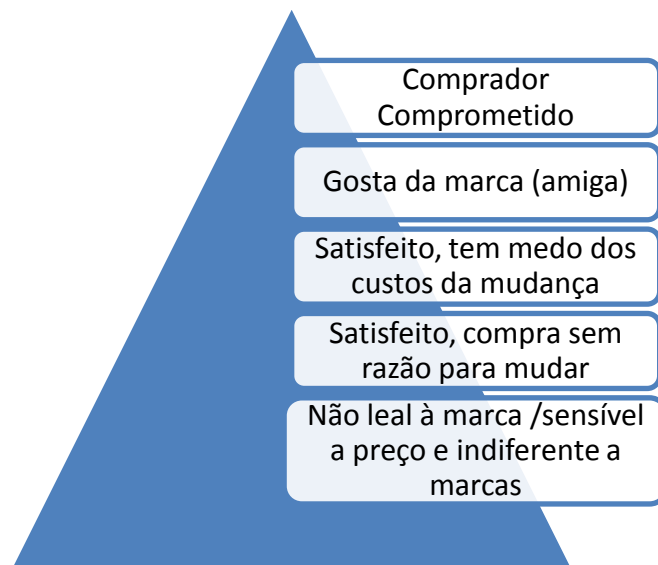 Comprador
Comprometido
Gosta da marca (amiga)
Satisfeito, tem medo dos
custos da mudança
Satisfeito, compra sem
razão para mudar
Não leal à marca /sensível
a preço e indiferente a
marcas